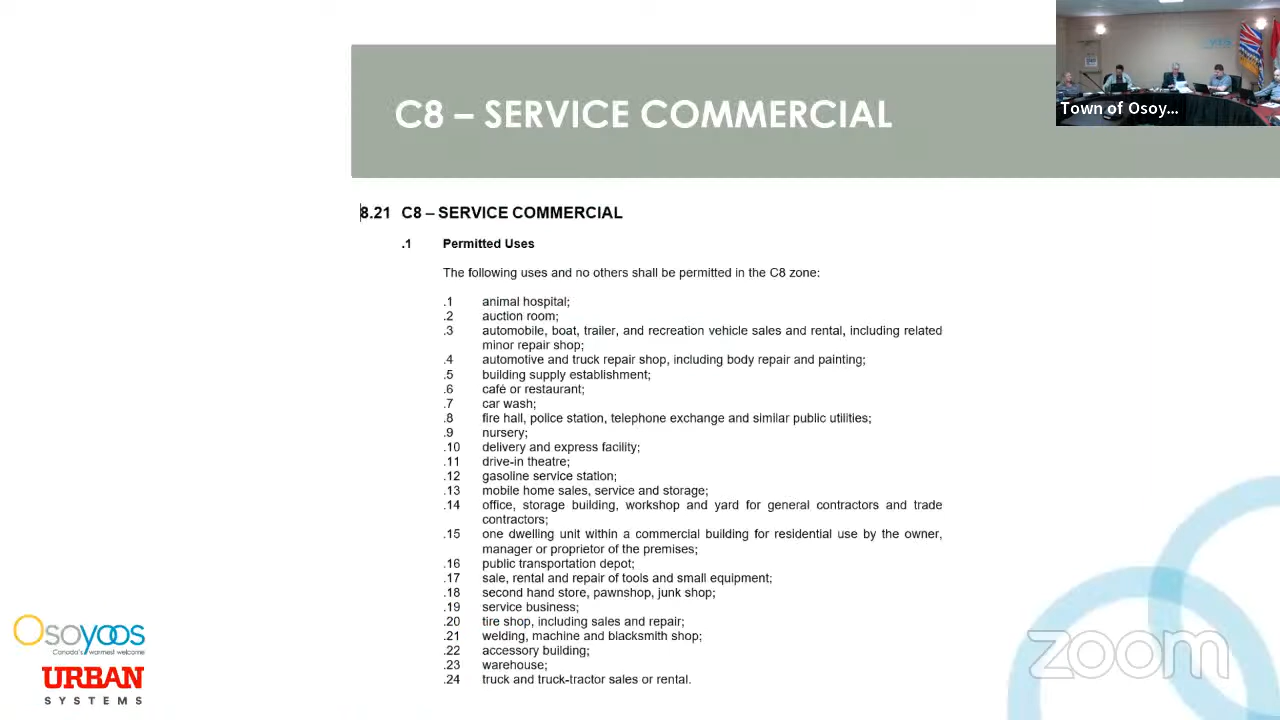 C8 – SERVICE COMMERCIAL
Town of Osoy...
8.21 C8 – SERVICE COMMERCIAL
.1 Permitted Uses
The following uses and no others shall be permitted in the C8 zone:
.1 animal hospital;
.2 auction room;
.3 automobile, boat, trailer, and recreation vehicle sales and rental, including related
minor repair shop;
.4 automotive and truck repair shop, including body repair and painting;
.5 building supply establishment;
.6 café or restaurant;
.7 car wash;
.8 fire hall, police station, telephone exchange and similar public utilities;
.9 nursery;
.10 delivery and express facility;
.11 drive-in theatre;
.12 gasoline service station;
.13 mobile home sales, service and storage;
.14 office, storage building, workshop and yard for general contractors and trade
contractors;
.15 one dwelling unit within a commercial building for residential use by the owner,
manager or proprietor of the premises;
.16 public transportation depot;
.17 sale, rental and repair of tools and small equipment;
.18 second hand store, pawnshop, junk shop;
.19 service business;
.20 tire shop, including sales and repair;
.21 welding, machine and blacksmith shop;
.22 accessory building;
.23 warehouse;
.24 truck and truck-tractor sales or rental.
Osoyoos
Canada's warmest welcome
URBAN
SYSTEMS
zoom